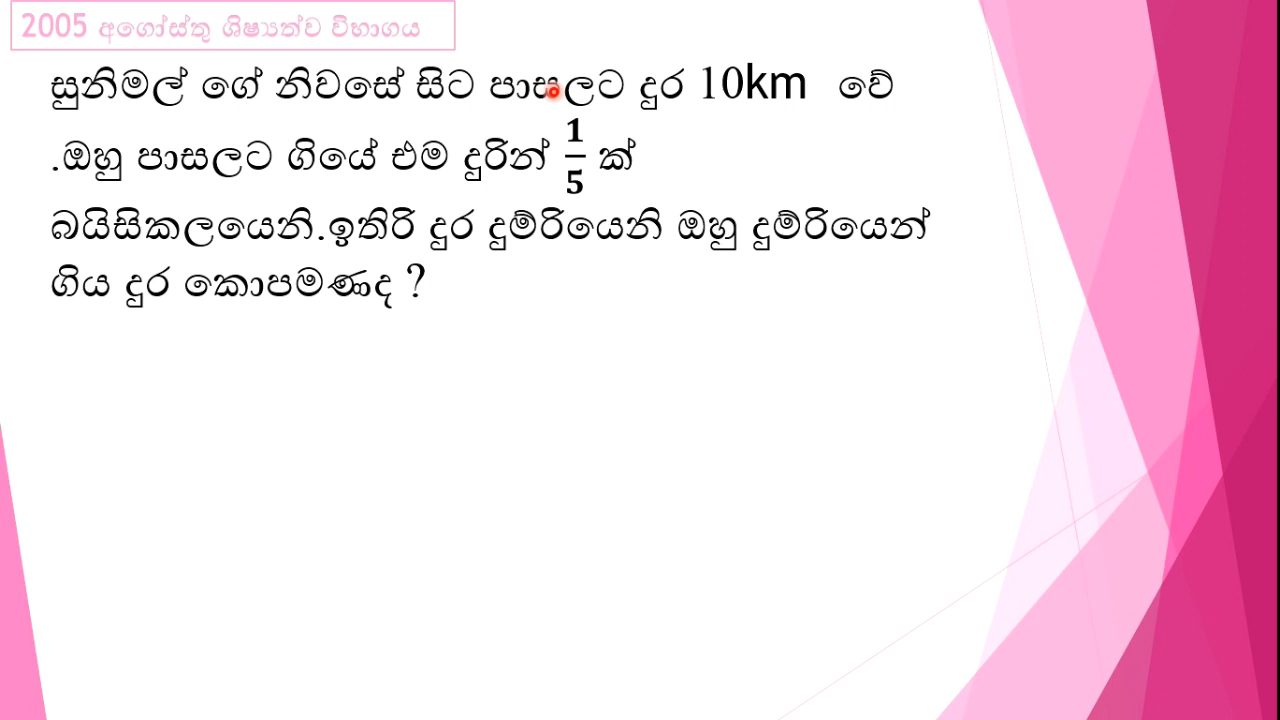 2005 අගෝස්තු ශිෂ්‍යත්ව විභාගය
සුනිමල් ගේ නිවසේ සිට පාසලට දුර 10km වේ
.ඔහු පාසලට ගියේ එම දුරින් 1/5 ක්
බයිසිකලයෙනි.ඉතිරි දුර දුම්රියෙනි ඔහු දුම්රියෙන්
ගිය දුර කොපමණද ?